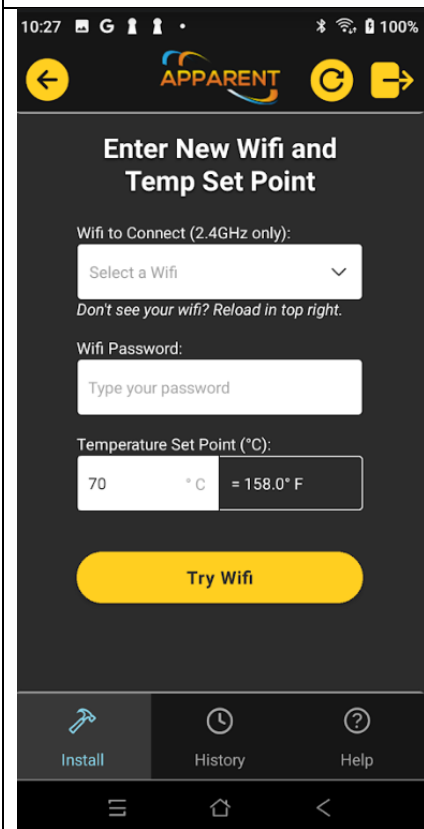 10:27 G 100%
APPARENT
Enter New Wifi and
Temp Set Point
Wifi to Connect (2.4GHz only):
Select a Wifi
Don't see your wifi? Reload in top right.
Wifi Password:
Type your password
Temperature Set Point (°C):
70 ° C = 158.0° F
Try Wifi
Install History Help